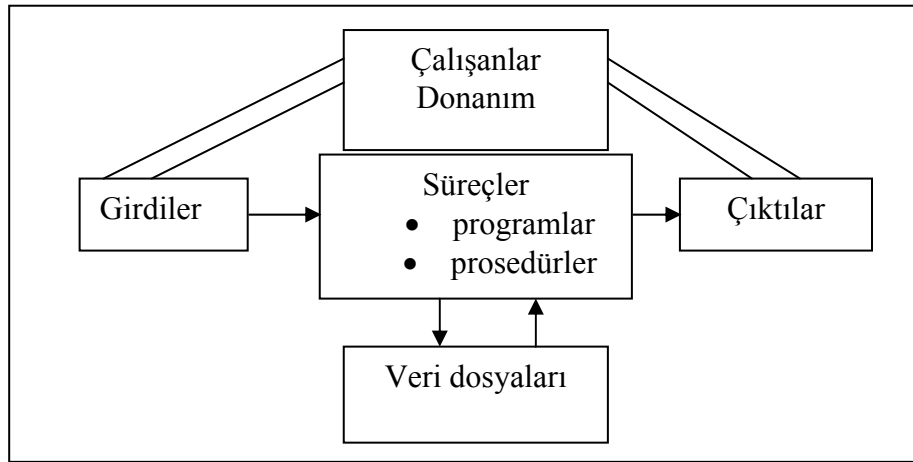 Çalışanlar
Donanım
Girdiler
Süreçler
• programlar
• prosedürler
Çıktılar
Veri dosyaları